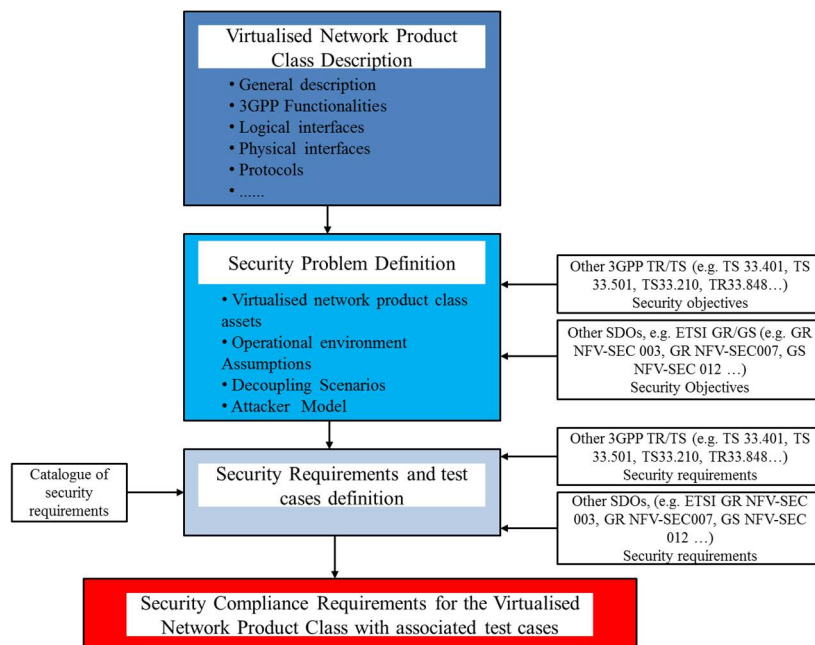 Virtualised Network Product
Class Description
• General description
• 3GPP Functionalities
• Logical interfaces
• Physical interfaces
• Protocols
• ......
Security Problem Definition
• Virtualised network product class
assets
• Operational environment
Assumptions
• Decoupling Scenarios
• Attacker Model
Other 3GPP TR/TS (e.g. TS 33.401, TS
33.501, TS33.210, TR33.848…)
Security objectives
Other SDOs, e.g. ETSI GR/GS (e.g. GR
NFV-SEC 003, GR NFV-SEC007, GS
NFV-SEC 012 …)
Security Objectives
Catalogue of
security
requirements
Security Requirements and test
cases definition
Other 3GPP TR/TS (e.g. TS 33.401, TS
33.501, TS33.210, TR33.848…)
Security requirements
Other SDOs, (e.g. ETSI GR NFV-SEC
003, GR NFV-SEC007, GS NFV-SEC
012 …)
Security requirements
Security Compliance Requirements for the Virtualised
Network Product Class with associated test cases